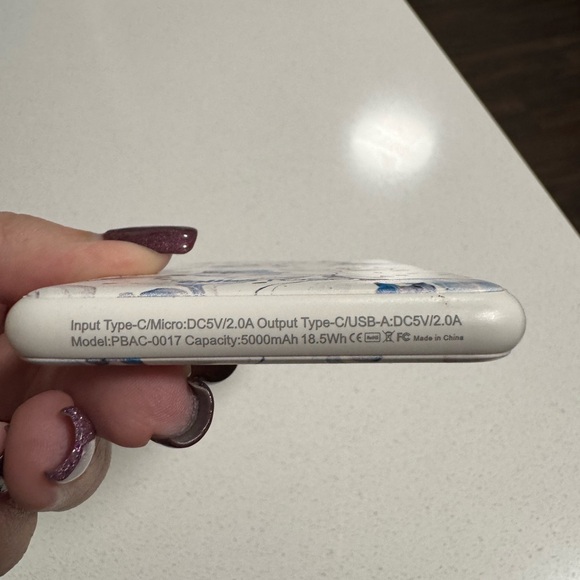 Input Type-C/Micro:DC5V/2.0A Output Type-C/USB-A:DC5V/2.0A
Model:PBAC-0017 Capacity:5000mAh 18.5Wh CE RoHS FC Made in China